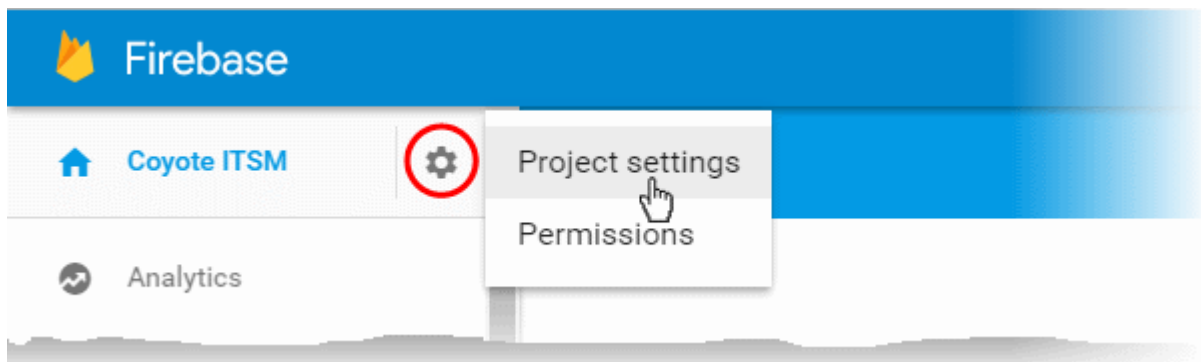 Firebase
Coyote ITSM
Project settings
Permissions
Analytics